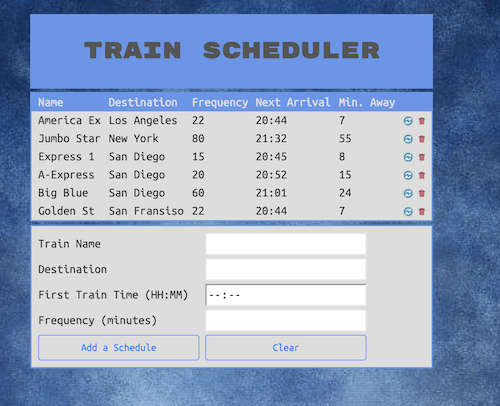 TRAIN SCHEDULER
Name Destination Frequency Next Arrival Min. Away
America Ex Los Angeles 22 20:44 7
Jumbo Star New York 80 21:32 55
Express 1 San Diego 15 20:45 8
A-Express San Diego 20 20:52 15
Big Blue San Diego 60 21:01 24
Golden St San Fransiso 22 20:44 7
Train Name
Destination
First Train Time (HH:MM) --:--
Frequency (minutes)
Add a Schedule Clear